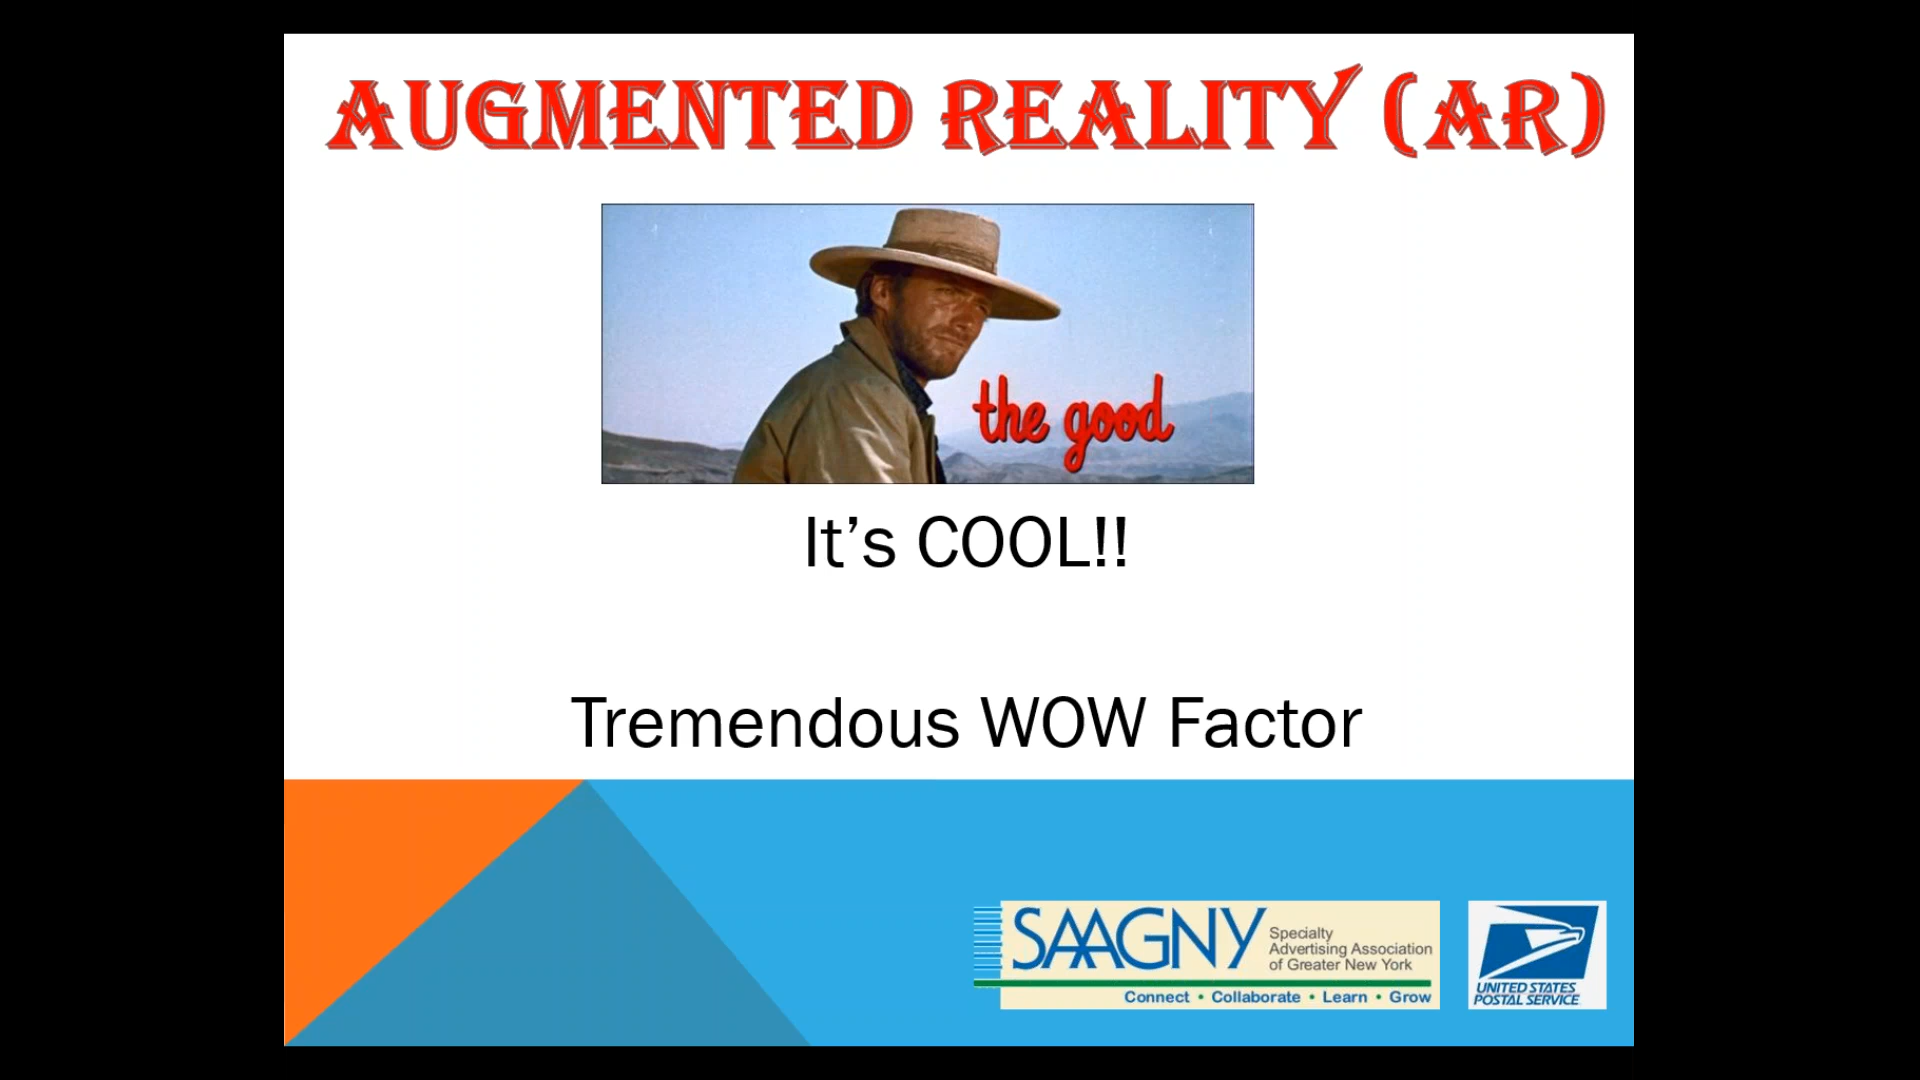 AUGMENTED REALITY (AR)
the good
It’s COOL!!
Tremendous WOW Factor
SAAGNY
Specialty
Advertising Association
of Greater New York
Connect • Collaborate • Learn • Grow
UNITED STATES
POSTAL SERVICE